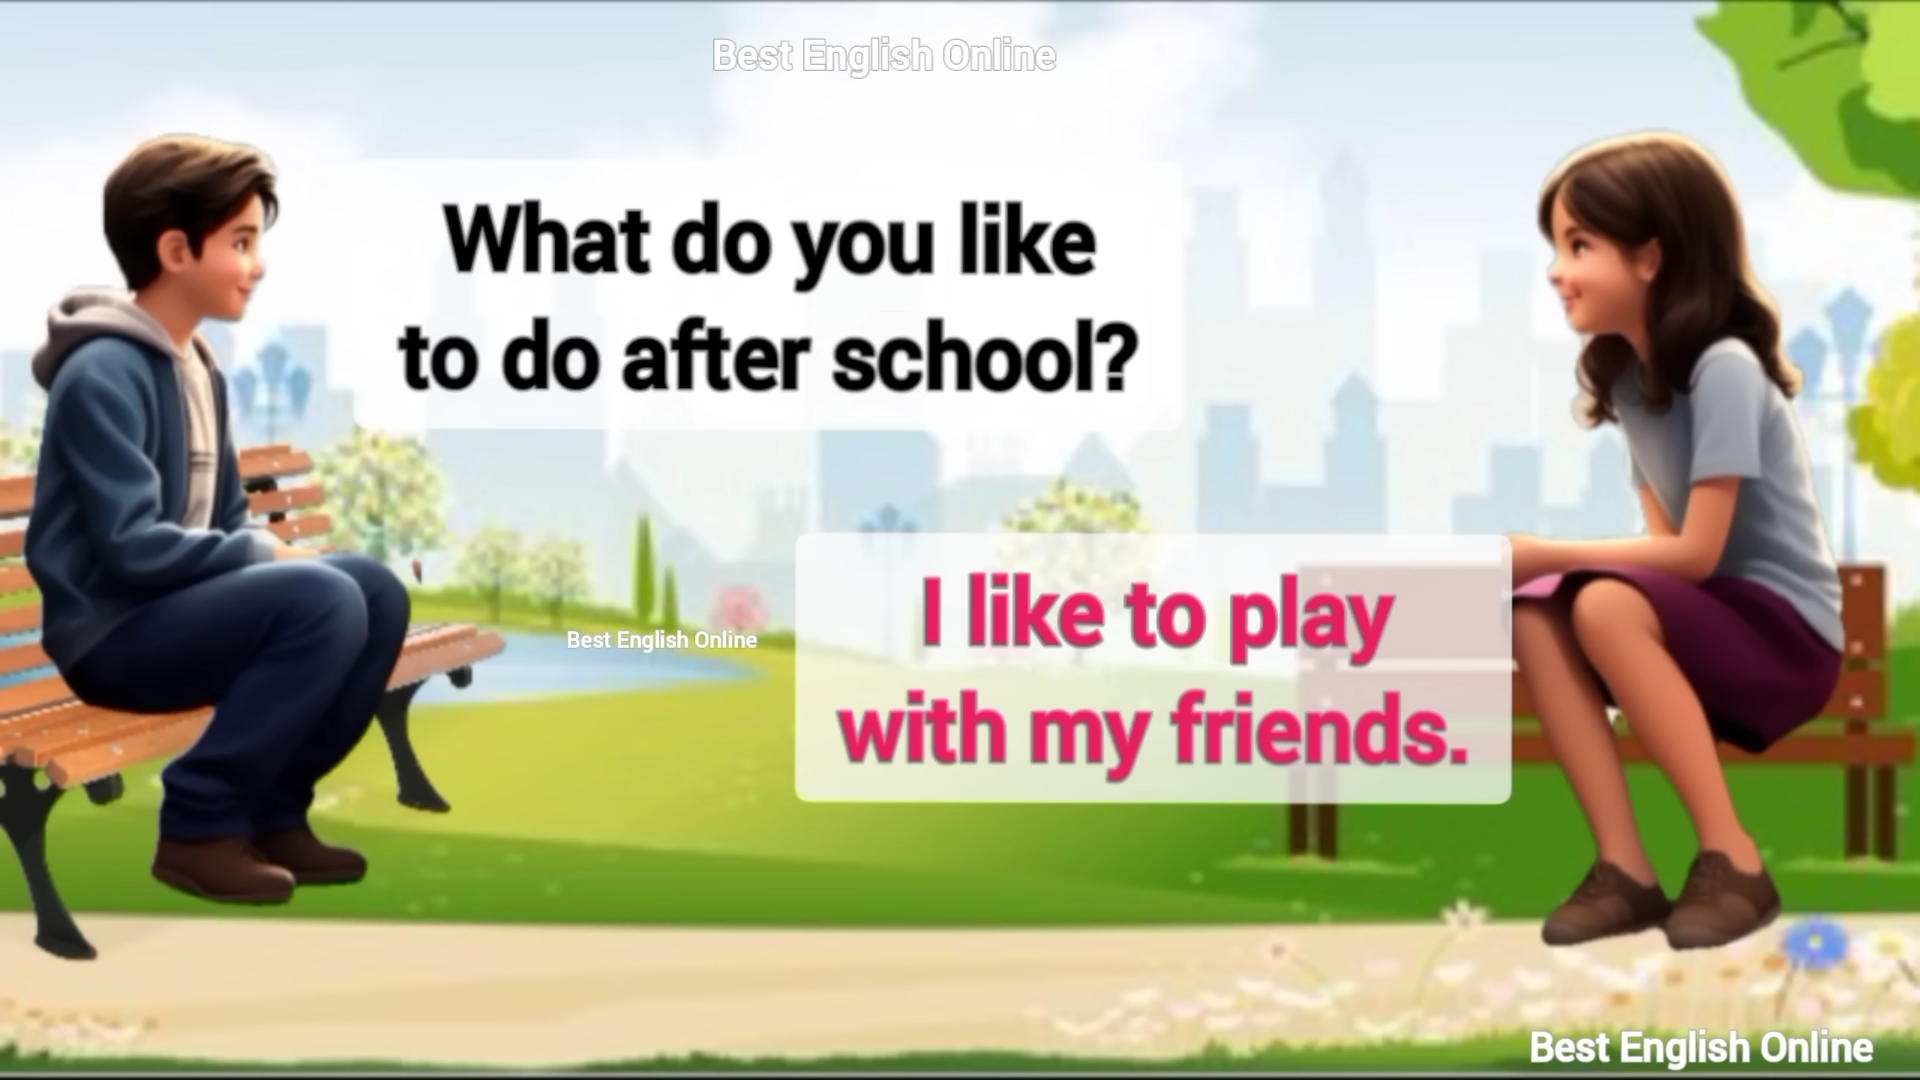 Best English Online
What do you like
to do after school?
I like to play
with my friends.
Best English Online
Best English Online